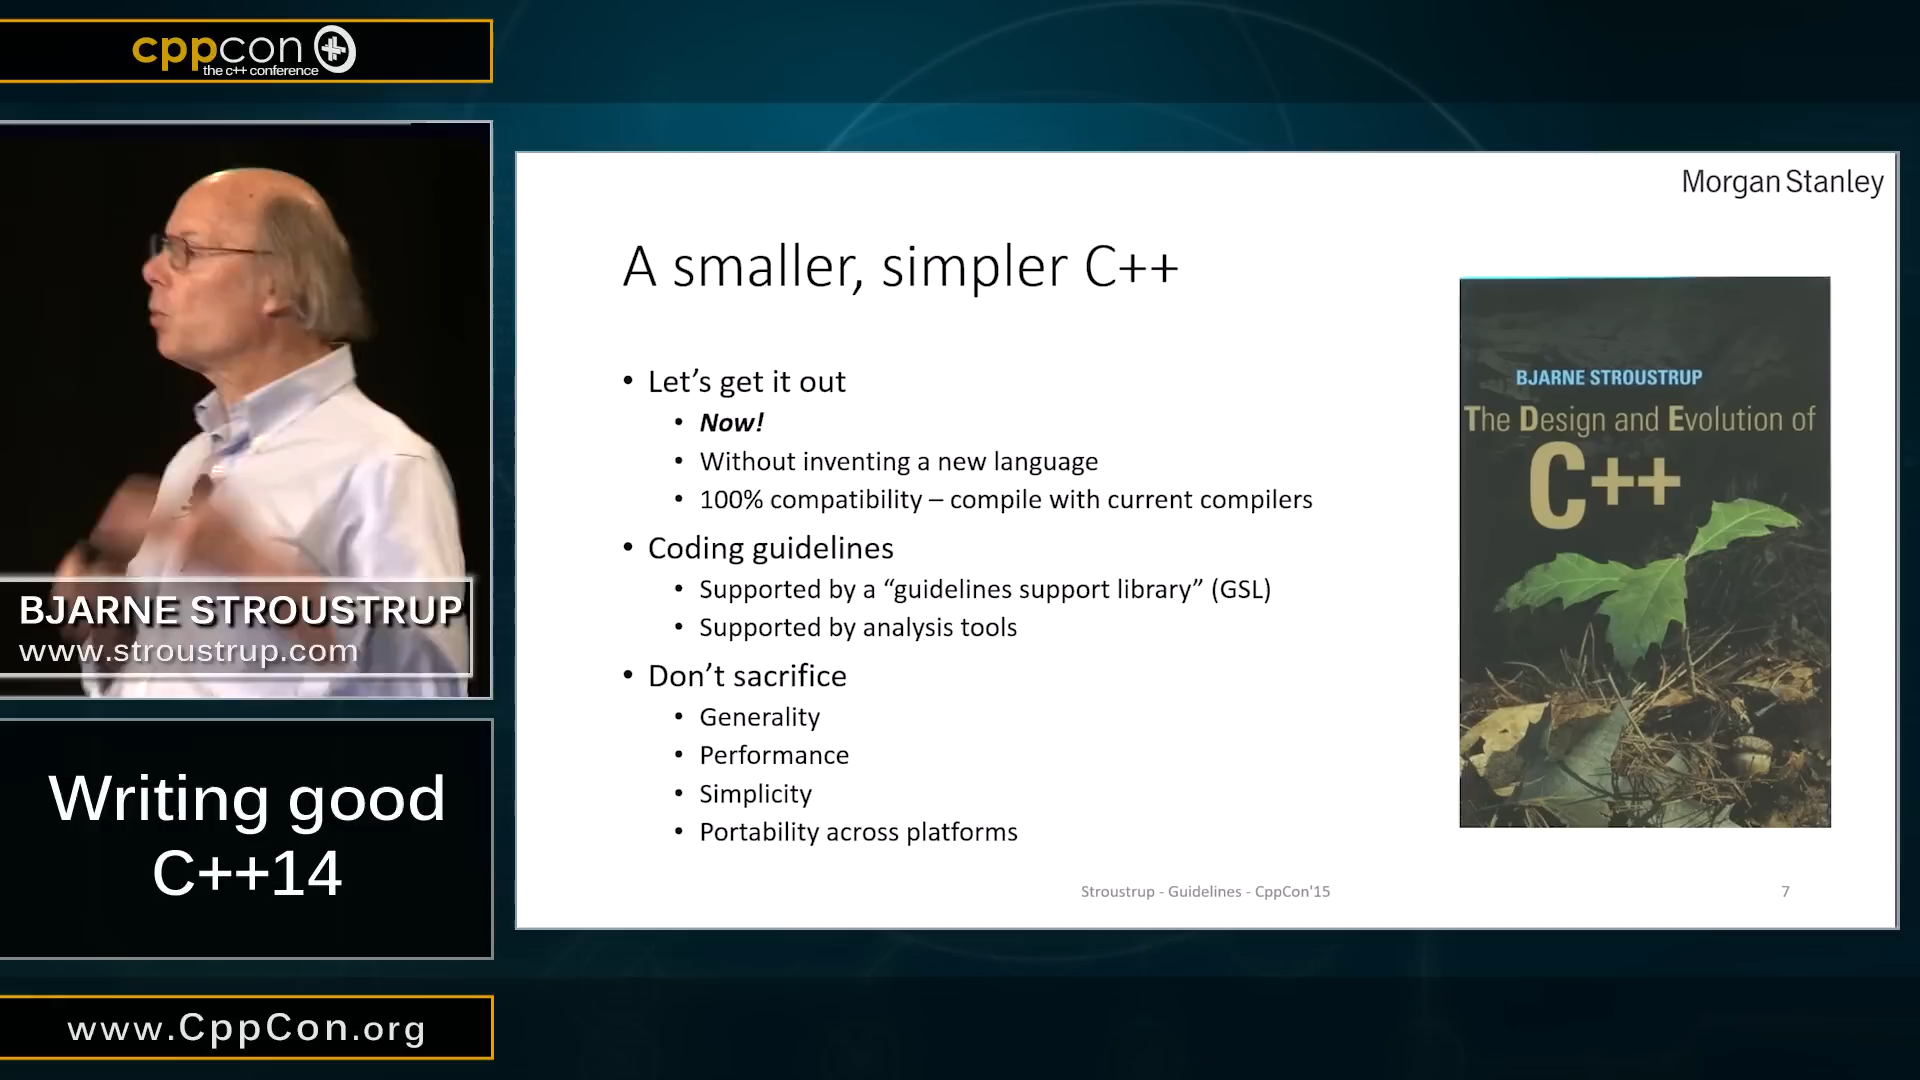 cppcon
the c++ conference
BJARNE STROUSTRUP
www.stroustrup.com
Writing good
C++14
www.CppCon.org
Morgan Stanley
A smaller, simpler C++
• Let’s get it out
• Now!
• Without inventing a new language
• 100% compatibility – compile with current compilers
• Coding guidelines
• Supported by a “guidelines support library” (GSL)
• Supported by analysis tools
• Don’t sacrifice
• Generality
• Performance
• Simplicity
• Portability across platforms
BJARNE STROUSTRUP
The Design and Evolution of
C++
Stroustrup - Guidelines - CppCon'15
7